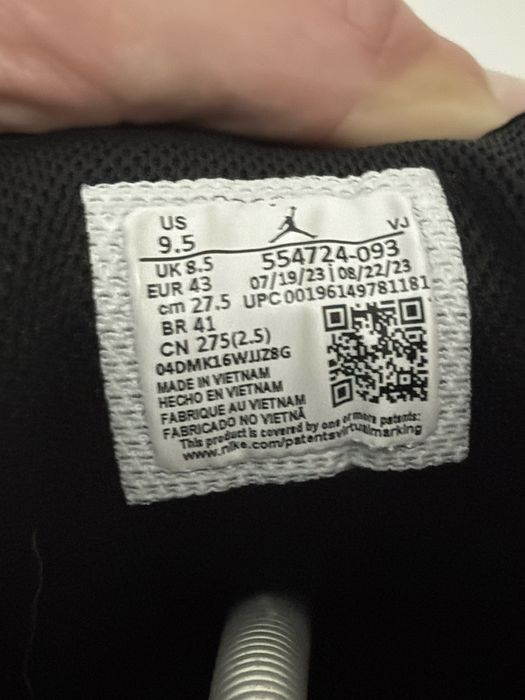 US
9.5
VJ
UK 8.5
554724-093
EUR 43
07/19/23 | 08/22/23
cm 27.5
UPC 00196149781181
BR 41
CN 275(2.5)
04DMK16WJJZ8G
MADE IN VIETNAM
HECHO EN VIETNAM
FABRIQUE AU VIETNAM
FABRICADO NO VIETNÃ
This product is covered by one or more patents:
www.nike.com/patentsvirtualmarking